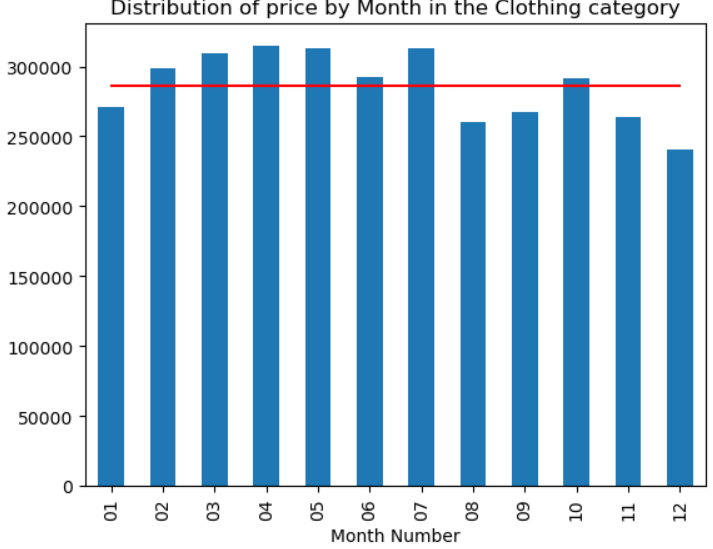 Distribution of price by Month in the Clothing category
300000
250000
200000
150000
100000
50000
0
01 02 03 04 05 06 07 08 09 10 11 12
Month Number